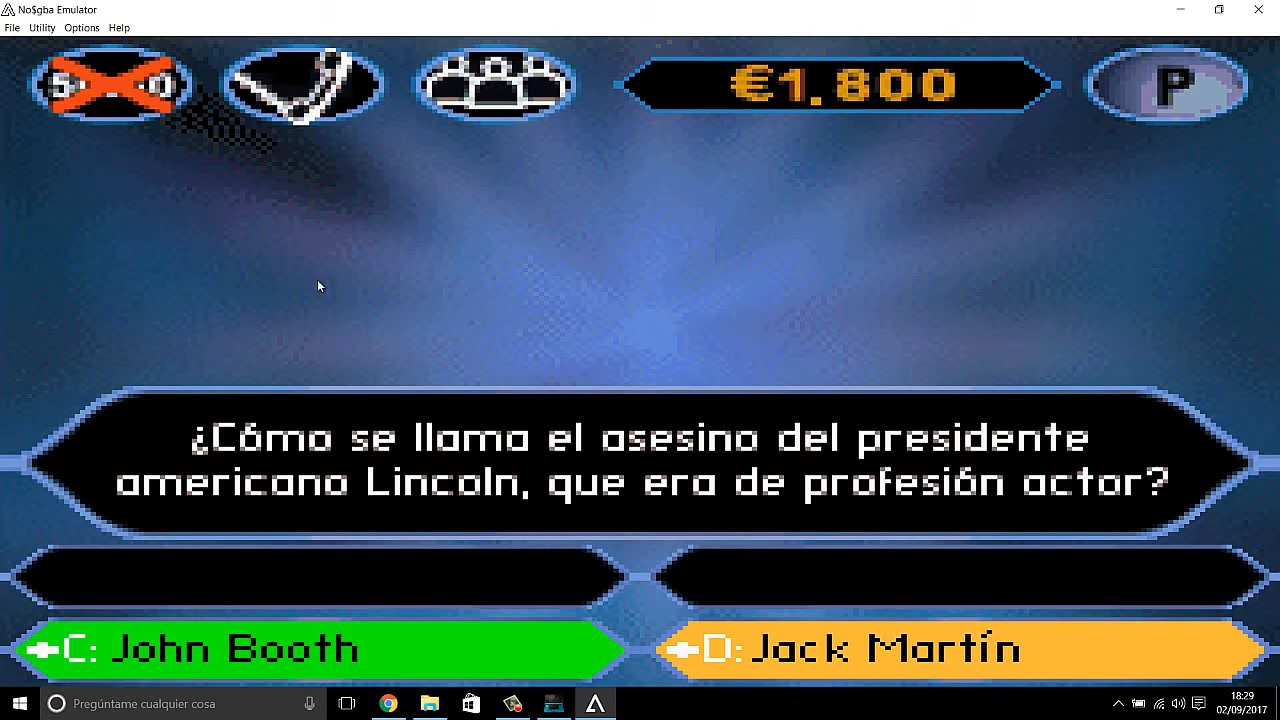 No$gba Emulator
File Utility Options Help
€1.800
P
¿Cómo se llama el asesino del presidente
americano Lincoln, que era de profesión actor?
C: John Booth
D: Jack Martín
Pregúntame cualquier cosa
18:29
02/09/2017